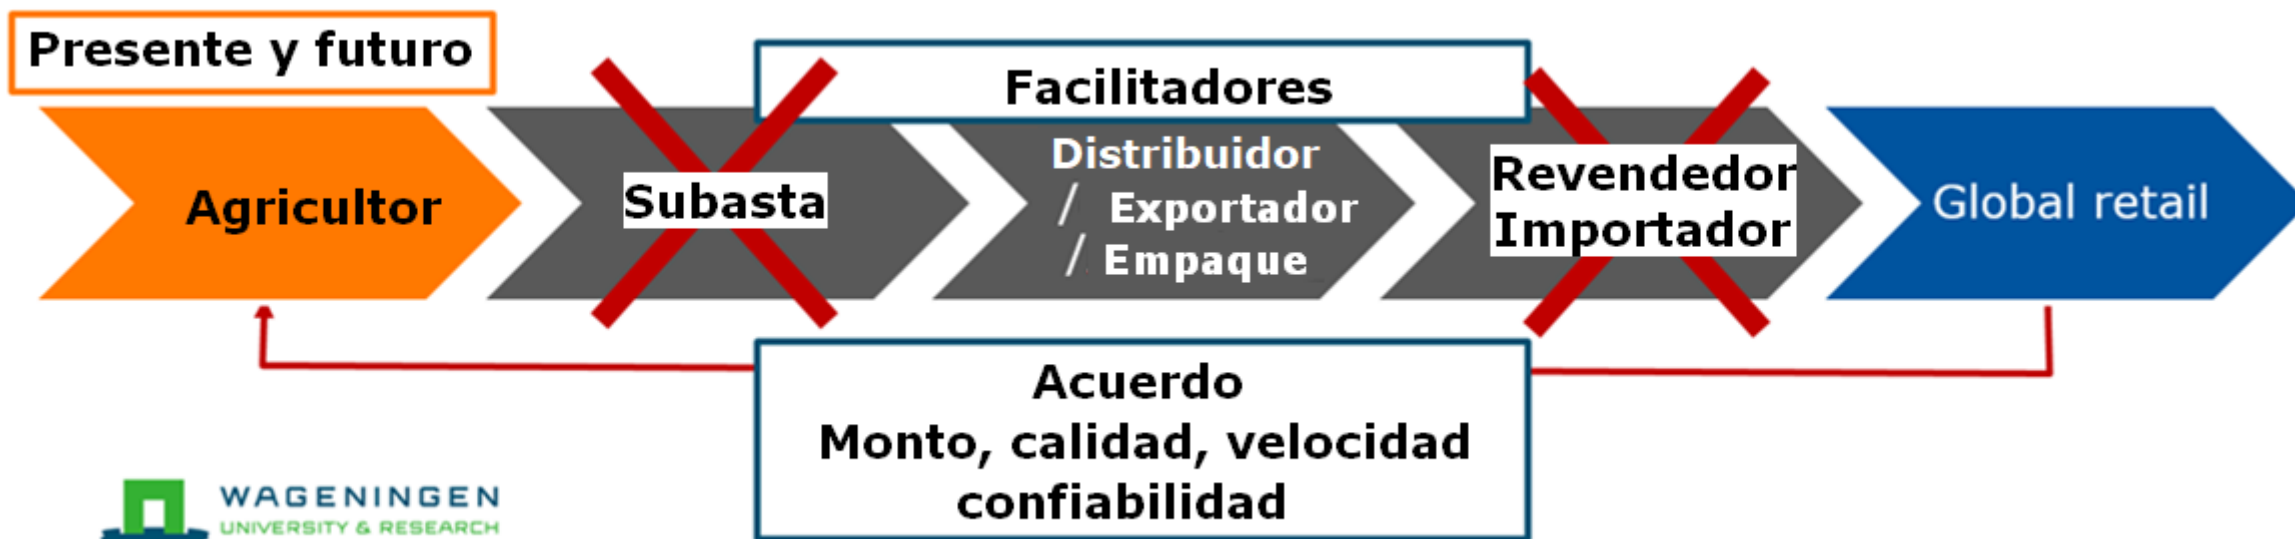 Presente y futuro
Facilitadores
Agricultor
Subasta
Distribuidor
/ Exportador
/ Empaque
Revendedor
Importador
Global retail
Acuerdo
Monto, calidad, velocidad
confiabilidad
WAGENINGEN
UNIVERSITY & RESEARCH